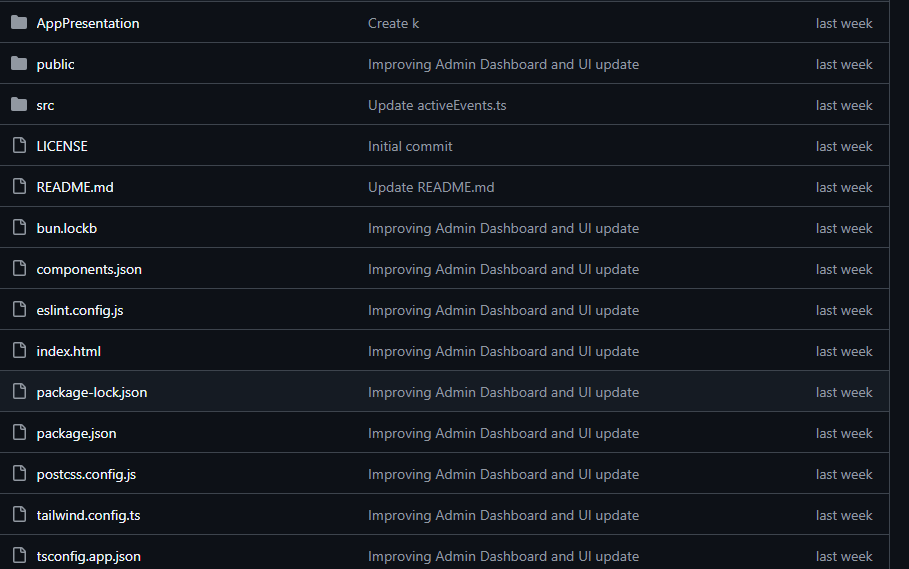 AppPresentation Create k last week
public Improving Admin Dashboard and UI update last week
src Update activeEvents.ts last week
LICENSE Initial commit last week
README.md Update README.md last week
bun.lockb Improving Admin Dashboard and UI update last week
components.json Improving Admin Dashboard and UI update last week
eslint.config.js Improving Admin Dashboard and UI update last week
index.html Improving Admin Dashboard and UI update last week
package-lock.json Improving Admin Dashboard and UI update last week
package.json Improving Admin Dashboard and UI update last week
postcss.config.js Improving Admin Dashboard and UI update last week
tailwind.config.ts Improving Admin Dashboard and UI update last week
tsconfig.app.json Improving Admin Dashboard and UI update last week